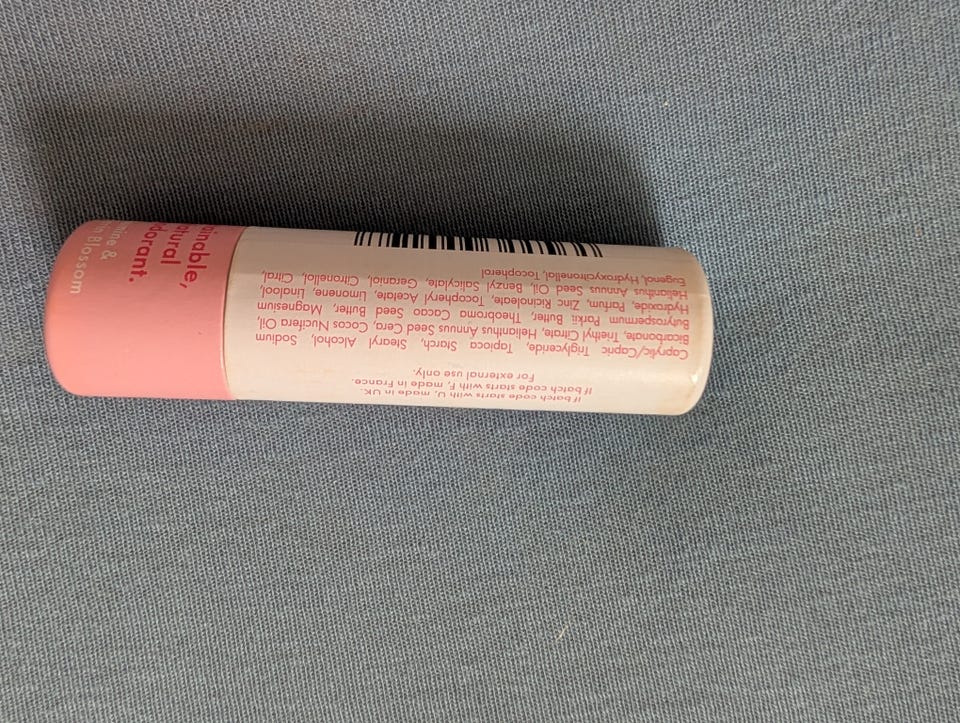 If batch code starts with U, made in UK.
If batch code starts with F, made in France.
For external use only.
Caprylic/Capric Triglyceride, Tapioca Starch, Stearyl Alcohol, Sodium
Bicarbonate, Triethyl Citrate, Helianthus Annuus Seed Cera, Cocos Nucifera Oil,
Butyrospermum Parkii Butter, Theobroma Cacao Seed Butter, Magnesium
Hydroxide, Parfum, Zinc Ricinoleate, Tocopheryl Acetate, Limonene, Linalool,
Helianthus Annuus Seed Oil, Benzyl Salicylate, Geraniol, Citronellol, Citral,
Eugenol, Hydroxycitronellal, Tocopherol
ainable,
tural
dorant.
mine &
Blossom